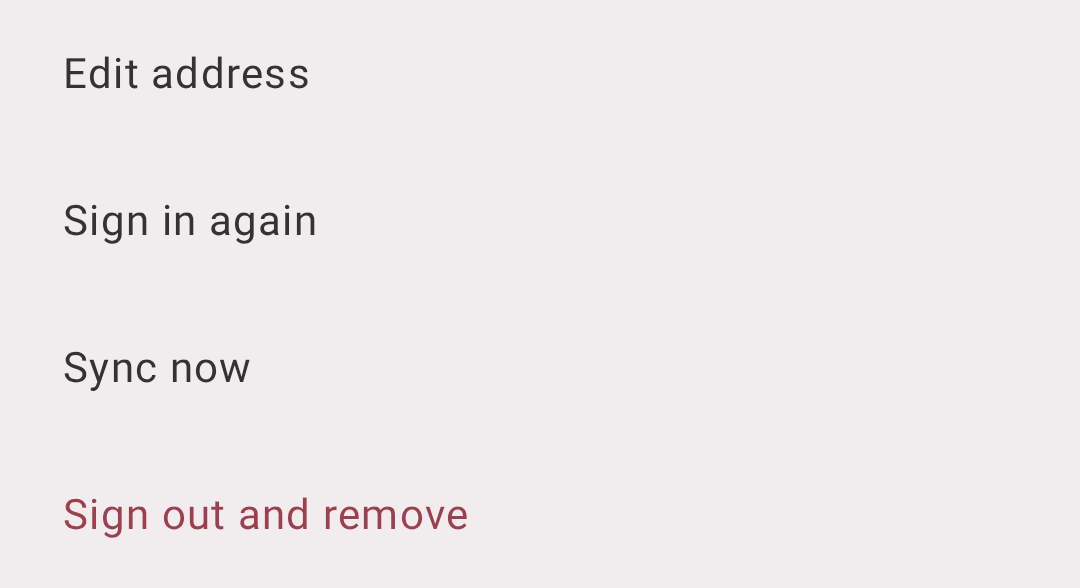 Edit address
Sign in again
Sync now
Sign out and remove